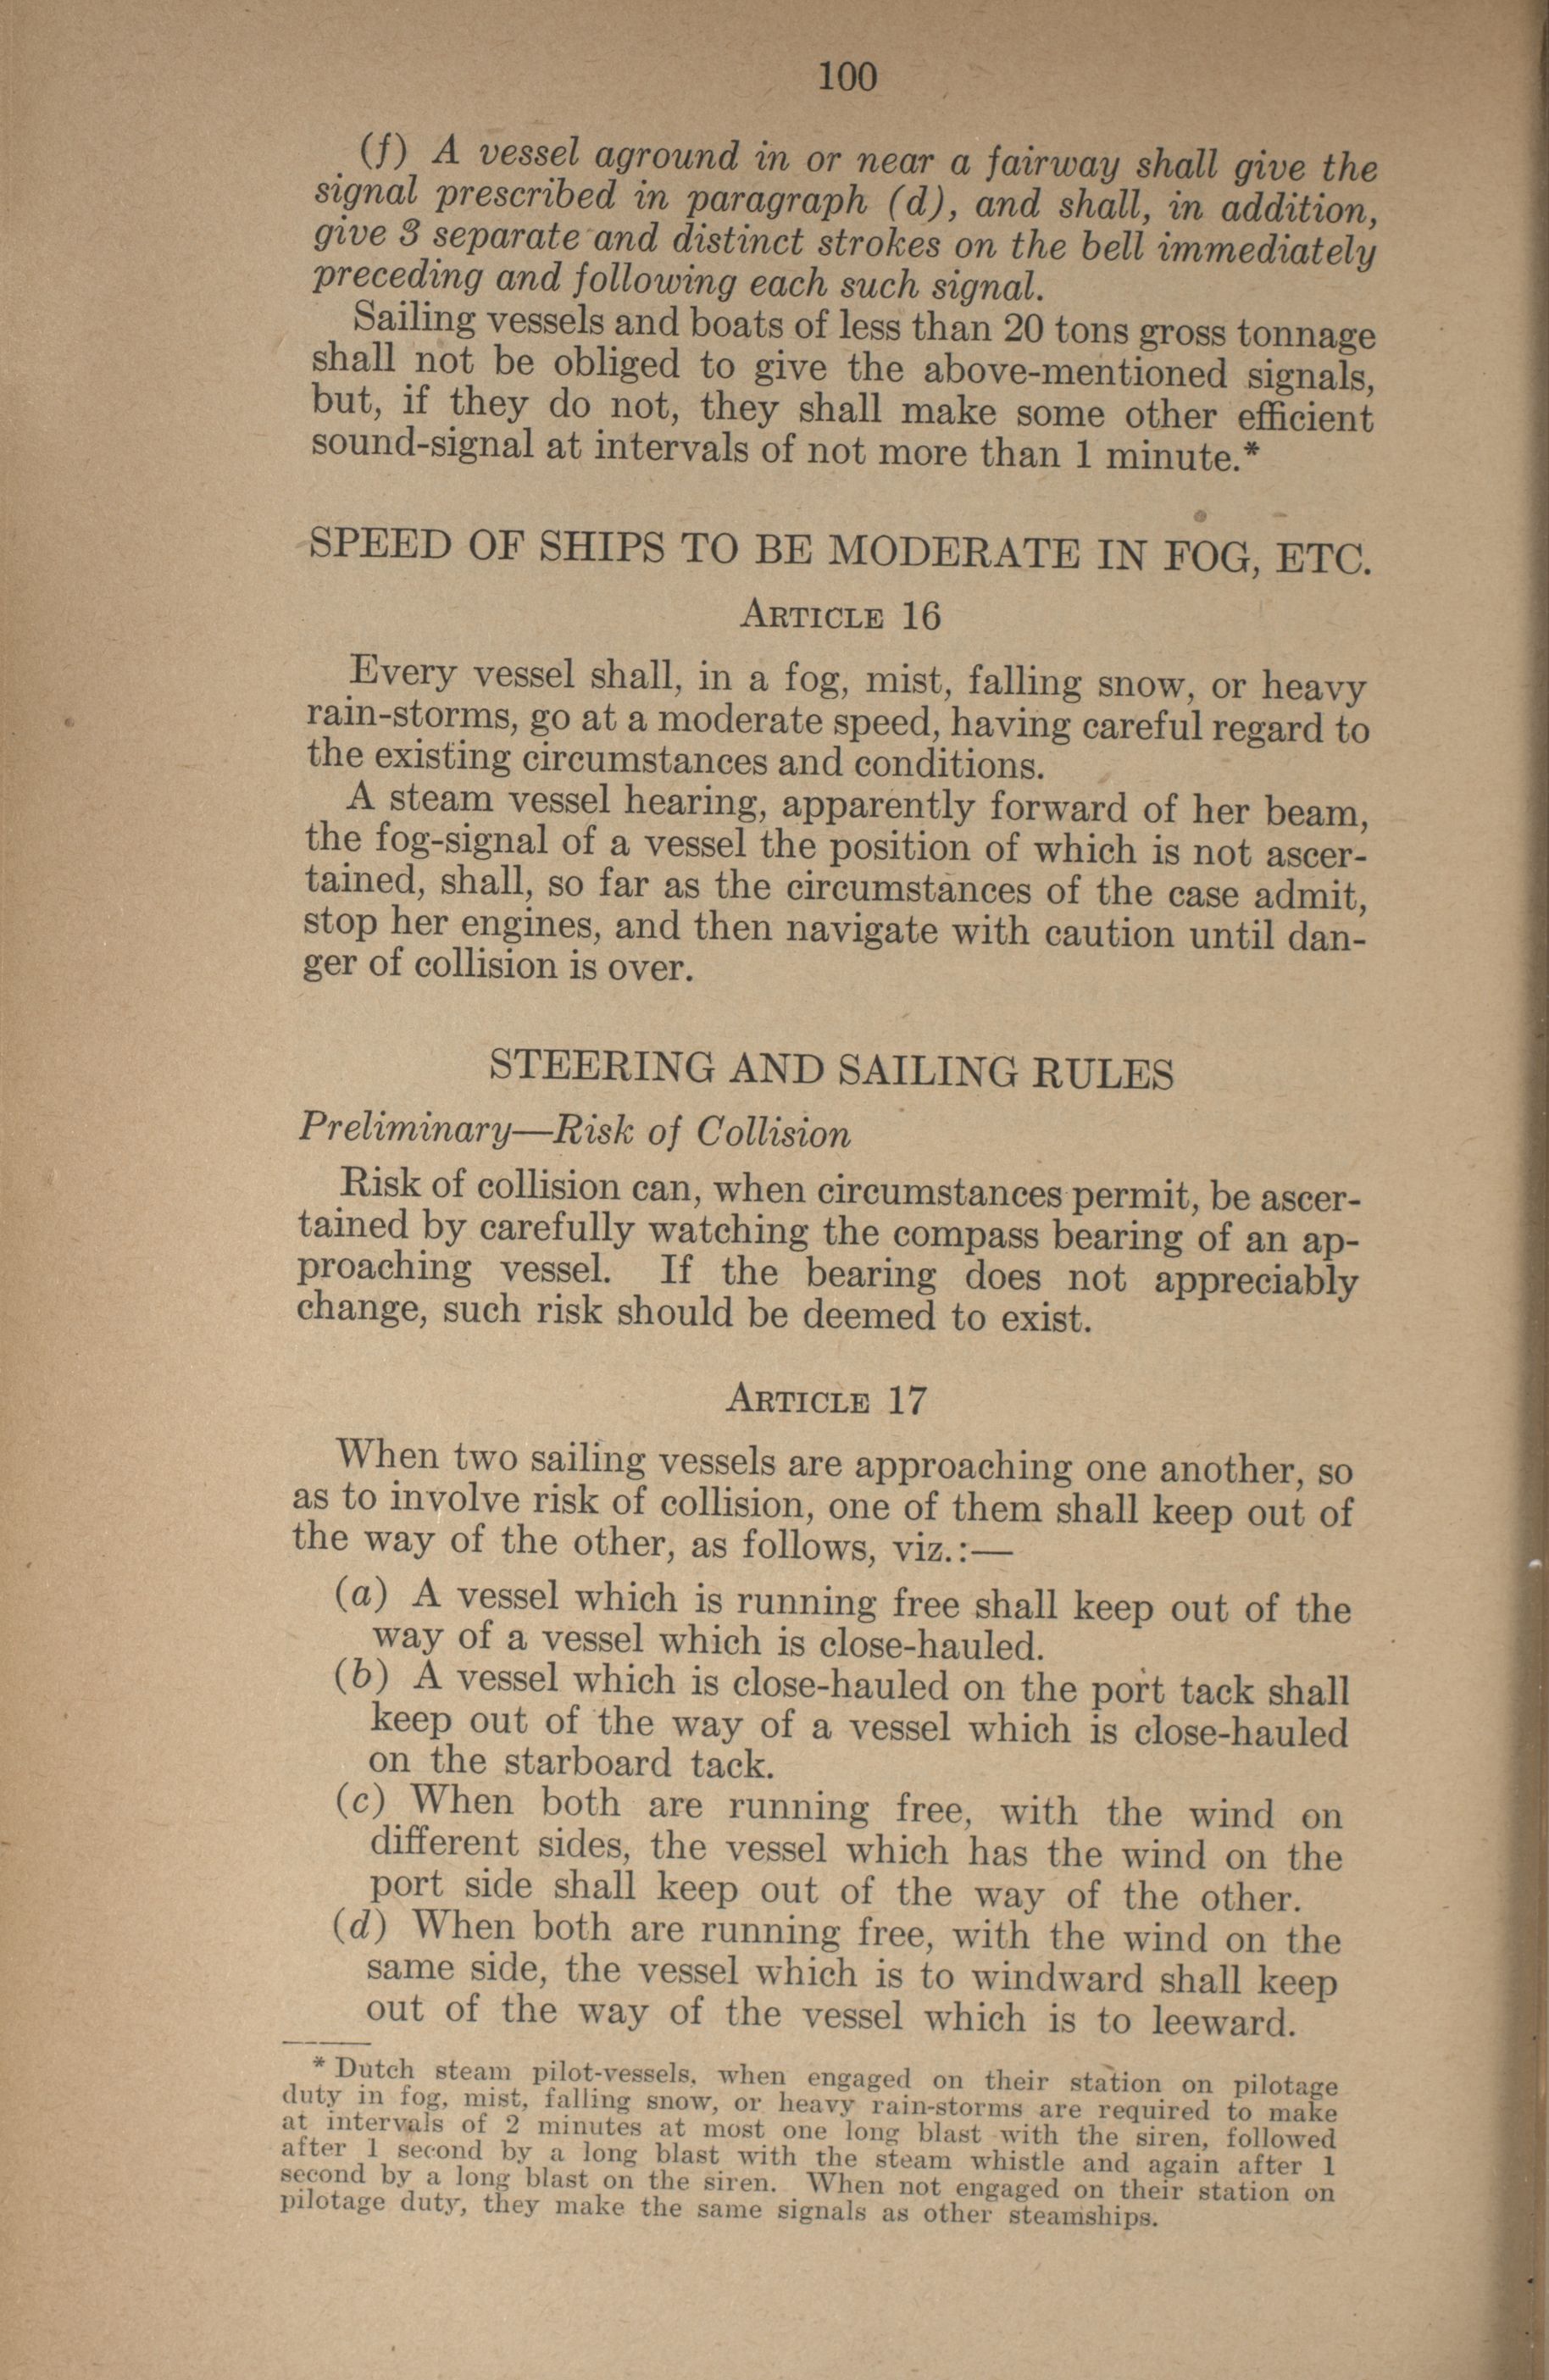 100
(f) A vessel aground in or near a fairway shall give the
signal prescribed in paragraph (d), and shall, in addition,
give 3 separate and distinct strokes on the bell immediately
preceding and following each such signal.
Sailing vessels and boats of less than 20 tons gross tonnage
shall not be obliged to give the above-mentioned signals,
but, if they do not, they shall make some other efficient
sound-signal at intervals of not more than 1 minute.*
SPEED OF SHIPS TO BE MODERATE IN FOG, ETC.
ARTICLE 16
Every vessel shall, in a fog, mist, falling snow, or heavy
rain-storms, go at a moderate speed, having careful regard to
the existing circumstances and conditions.
A steam vessel hearing, apparently forward of her beam,
the fog-signal of a vessel the position of which is not ascer-
tained, shall, so far as the circumstances of the case admit,
stop her engines, and then navigate with caution until dan-
ger of collision is over.
STEERING AND SAILING RULES
Preliminary—Risk of Collision
Risk of collision can, when circumstances permit, be ascer-
tained by carefully watching the compass bearing of an ap-
proaching vessel. If the bearing does not appreciably
change, such risk should be deemed to exist.
ARTICLE 17
When two sailing vessels are approaching one another, so
as to involve risk of collision, one of them shall keep out of
the way of the other, as follows, viz.:—
(a) A vessel which is running free shall keep out of the
way of a vessel which is close-hauled.
(b) A vessel which is close-hauled on the port tack shall
keep out of the way of a vessel which is close-hauled
on the starboard tack.
(c) When both are running free, with the wind on
different sides, the vessel which has the wind on the
port side shall keep out of the way of the other.
(d) When both are running free, with the wind on the
same side, the vessel which is to windward shall keep
out of the way of the vessel which is to leeward.
* Dutch steam pilot-vessels, when engaged on their station on pilotage
duty in fog, mist, falling snow, or heavy rain-storms are required to make
at intervals of 2 minutes at most one long blast with the siren, followed
after 1 second by a long blast with the steam whistle and again after 1
second by a long blast on the siren. When not engaged on their station on
pilotage duty, they make the same signals as other steamships.